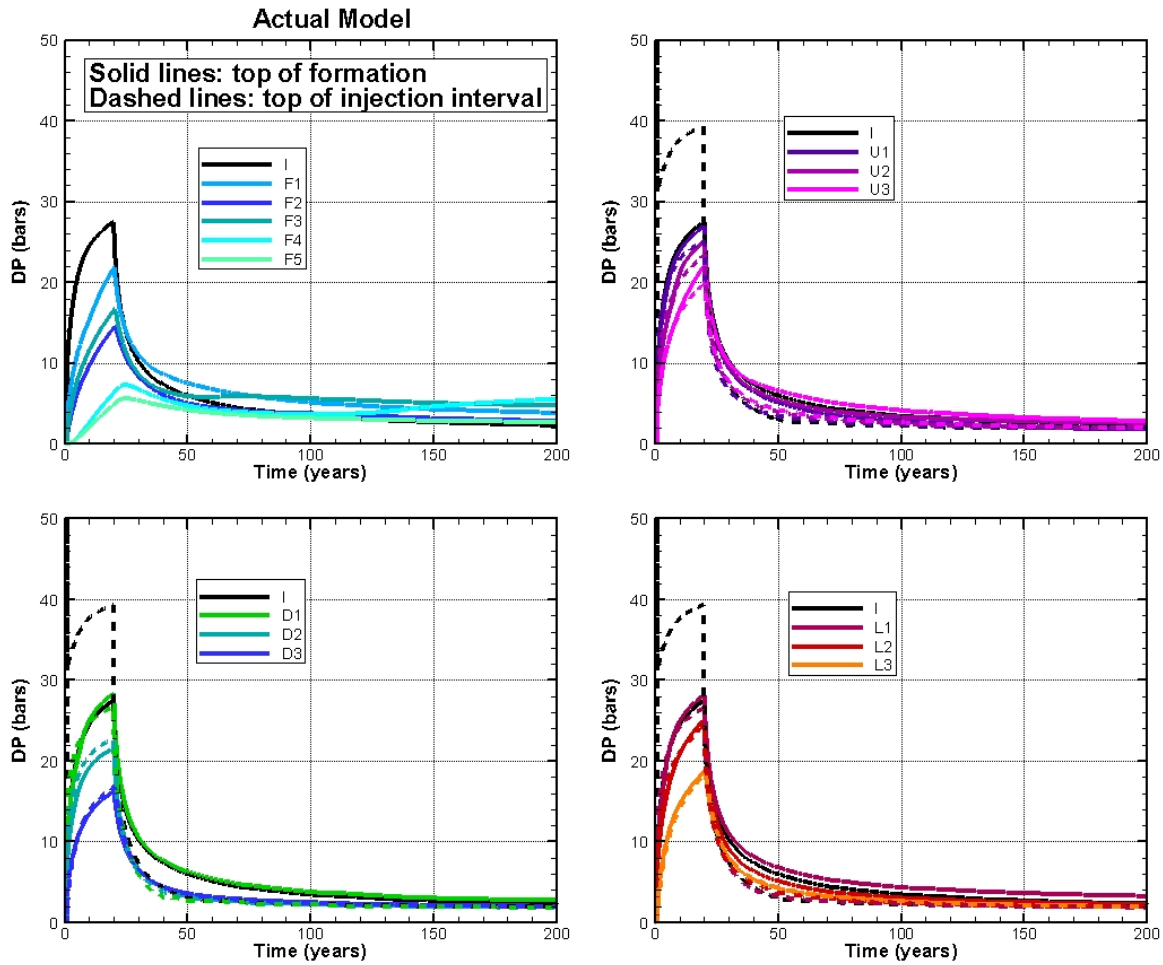 Actual Model
Solid lines: top of formation
Dashed lines: top of injection interval
I
F1
F2
F3
F4
F5
50
40
30
20
10
0
DP (bars)
0 50 100 150 200
Time (years)
I
U1
U2
U3
50
40
30
20
10
0
DP (bars)
0 50 100 150 200
Time (years)
I
D1
D2
D3
50
40
30
20
10
0
DP (bars)
0 50 100 150 200
Time (years)
I
L1
L2
L3
50
40
30
20
10
0
DP (bars)
0 50 100 150 200
Time (years)